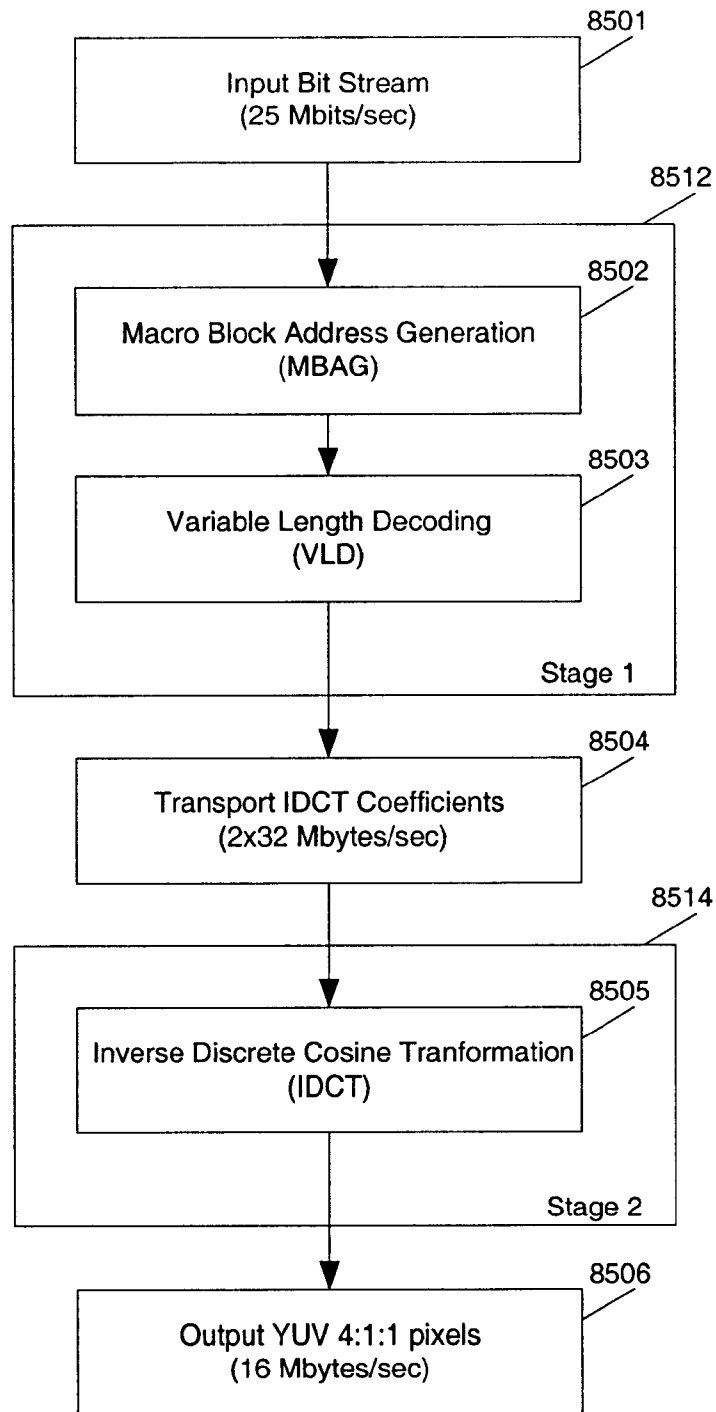 8501
Input Bit Stream
(25 Mbits/sec)
8512
8502
Macro Block Address Generation
(MBAG)
8503
Variable Length Decoding
(VLD)
Stage 1
8504
Transport IDCT Coefficients
(2x32 Mbytes/sec)
8514
8505
Inverse Discrete Cosine Tranformation
(IDCT)
Stage 2
8506
Output YUV 4:1:1 pixels
(16 Mbytes/sec)